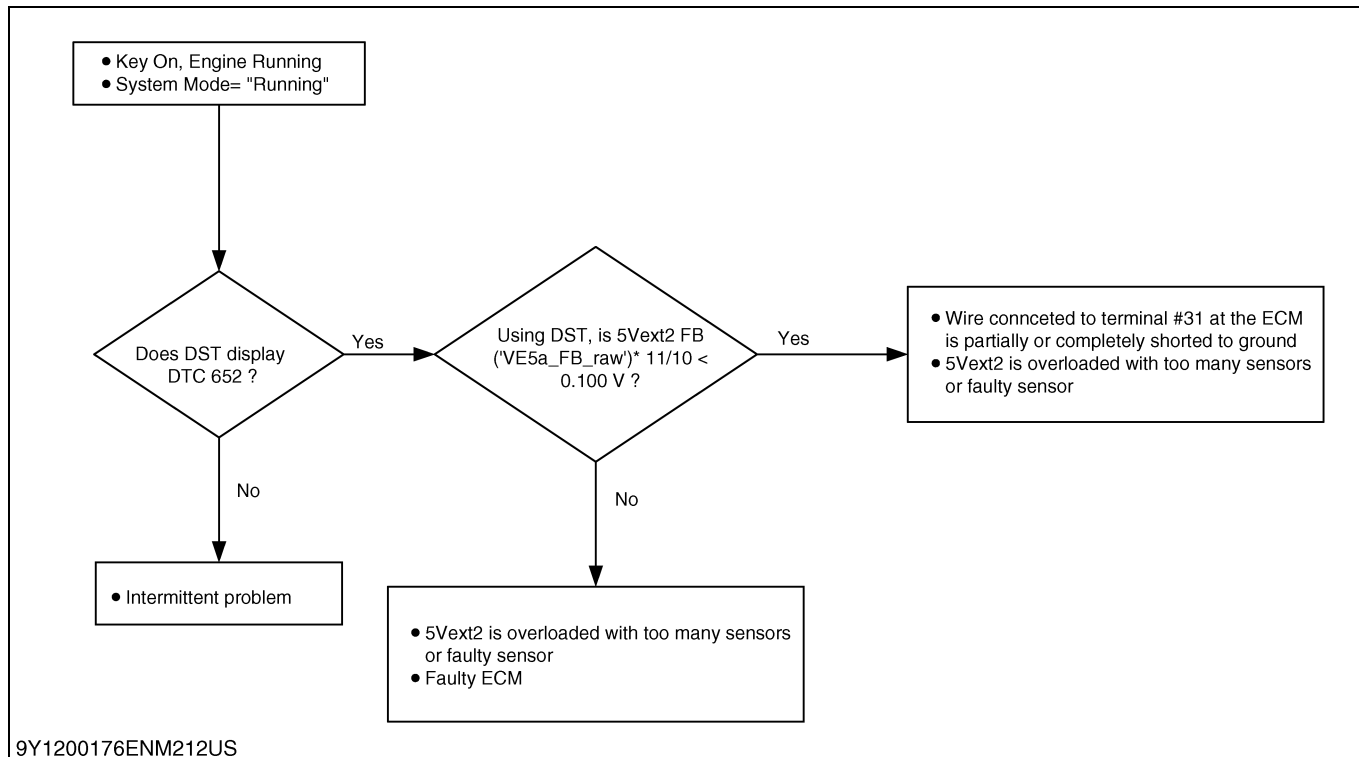 ● Key On, Engine Running
● System Mode= "Running"
Does DST display
DTC 652 ?
Yes
No
● Intermittent problem
Using DST, is 5Vext2 FB
('VE5a_FB_raw')* 11/10 <
0.100 V ?
Yes
No
● Wire connceted to terminal #31 at the ECM
is partially or completely shorted to ground
● 5Vext2 is overloaded with too many sensors
or faulty sensor
● 5Vext2 is overloaded with too many sensors
or faulty sensor
● Faulty ECM
9Y1200176ENM212US